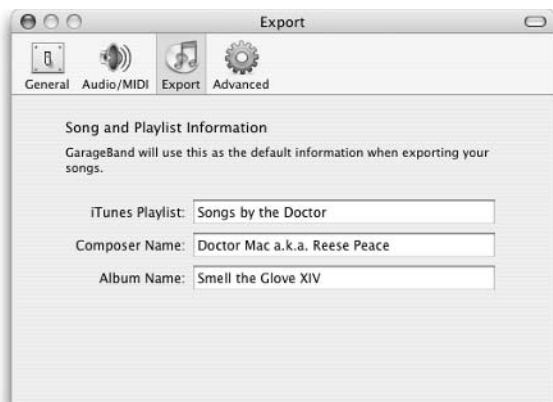 Export
General Audio/MIDI Export Advanced
Song and Playlist Information
GarageBand will use this as the default information when exporting your
songs.
iTunes Playlist: Songs by the Doctor
Composer Name: Doctor Mac a.k.a. Reese Peace
Album Name: Smell the Glove XIV